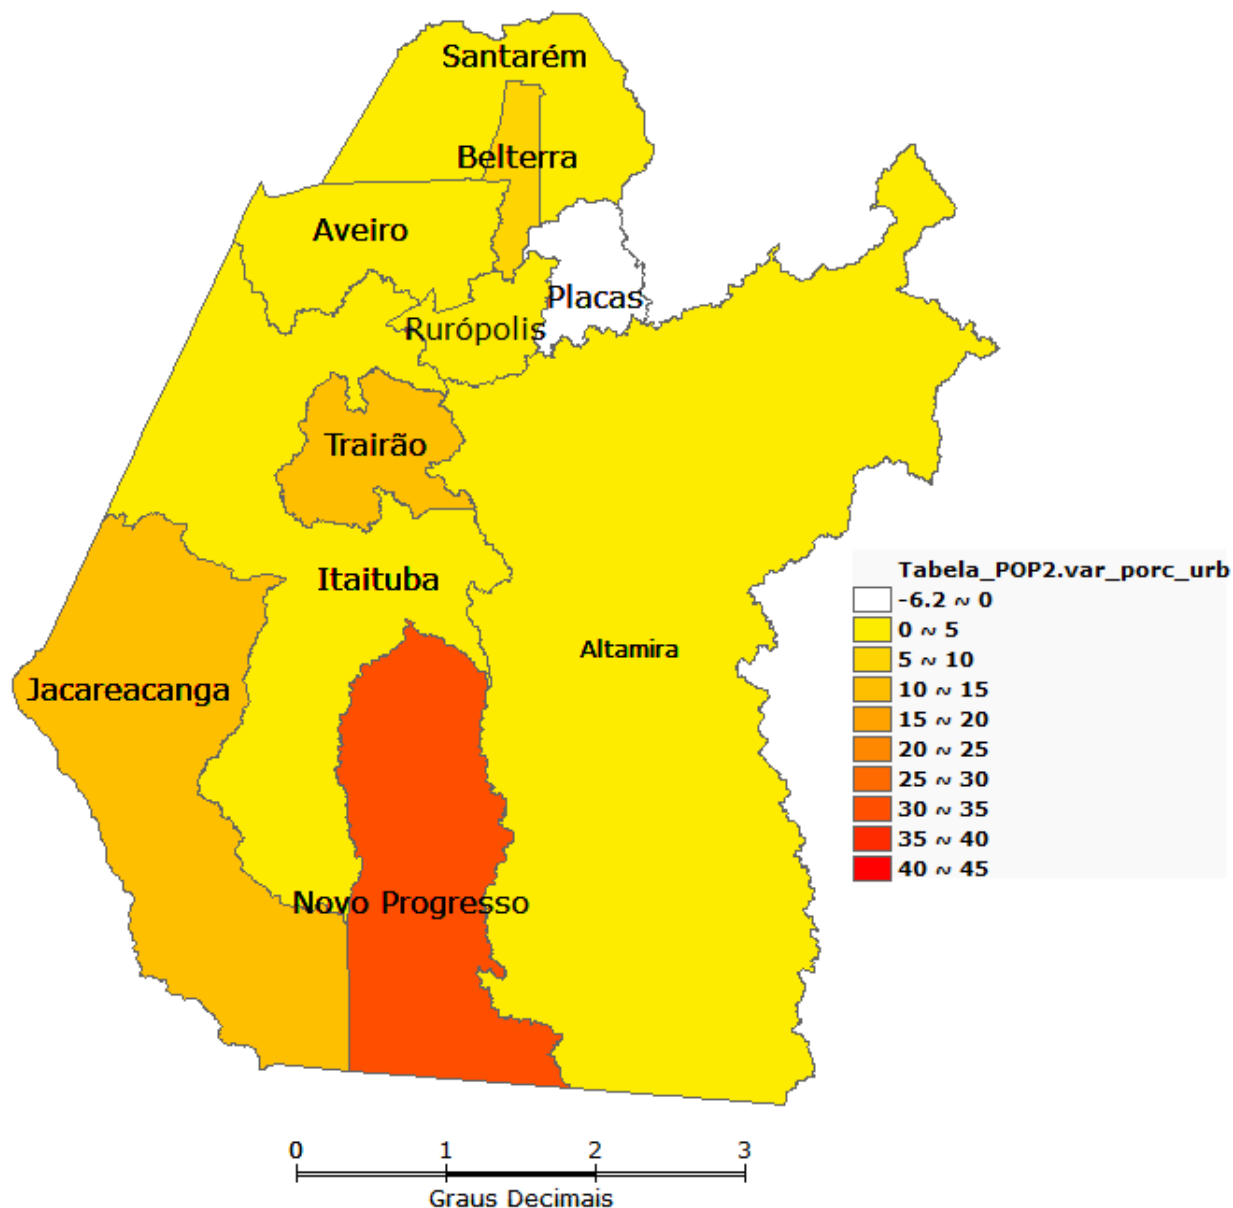 Santarém
Belterra
Aveiro
Placas
Rurópolis
Trairão
Itaituba
Altamira
Jacareacanga
Novo Progresso
Tabela_POP2.var_porc_urb
-6.2 ~ 0
0 ~ 5
5 ~ 10
10 ~ 15
15 ~ 20
20 ~ 25
25 ~ 30
30 ~ 35
35 ~ 40
40 ~ 45
0 1 2 3
Graus Decimais